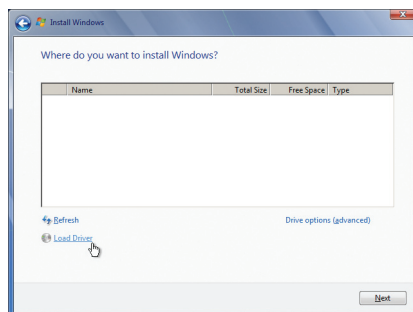 Install Windows
Where do you want to install Windows?
Name Total Size Free Space Type
Refresh Drive options (advanced)
Load Driver
Next